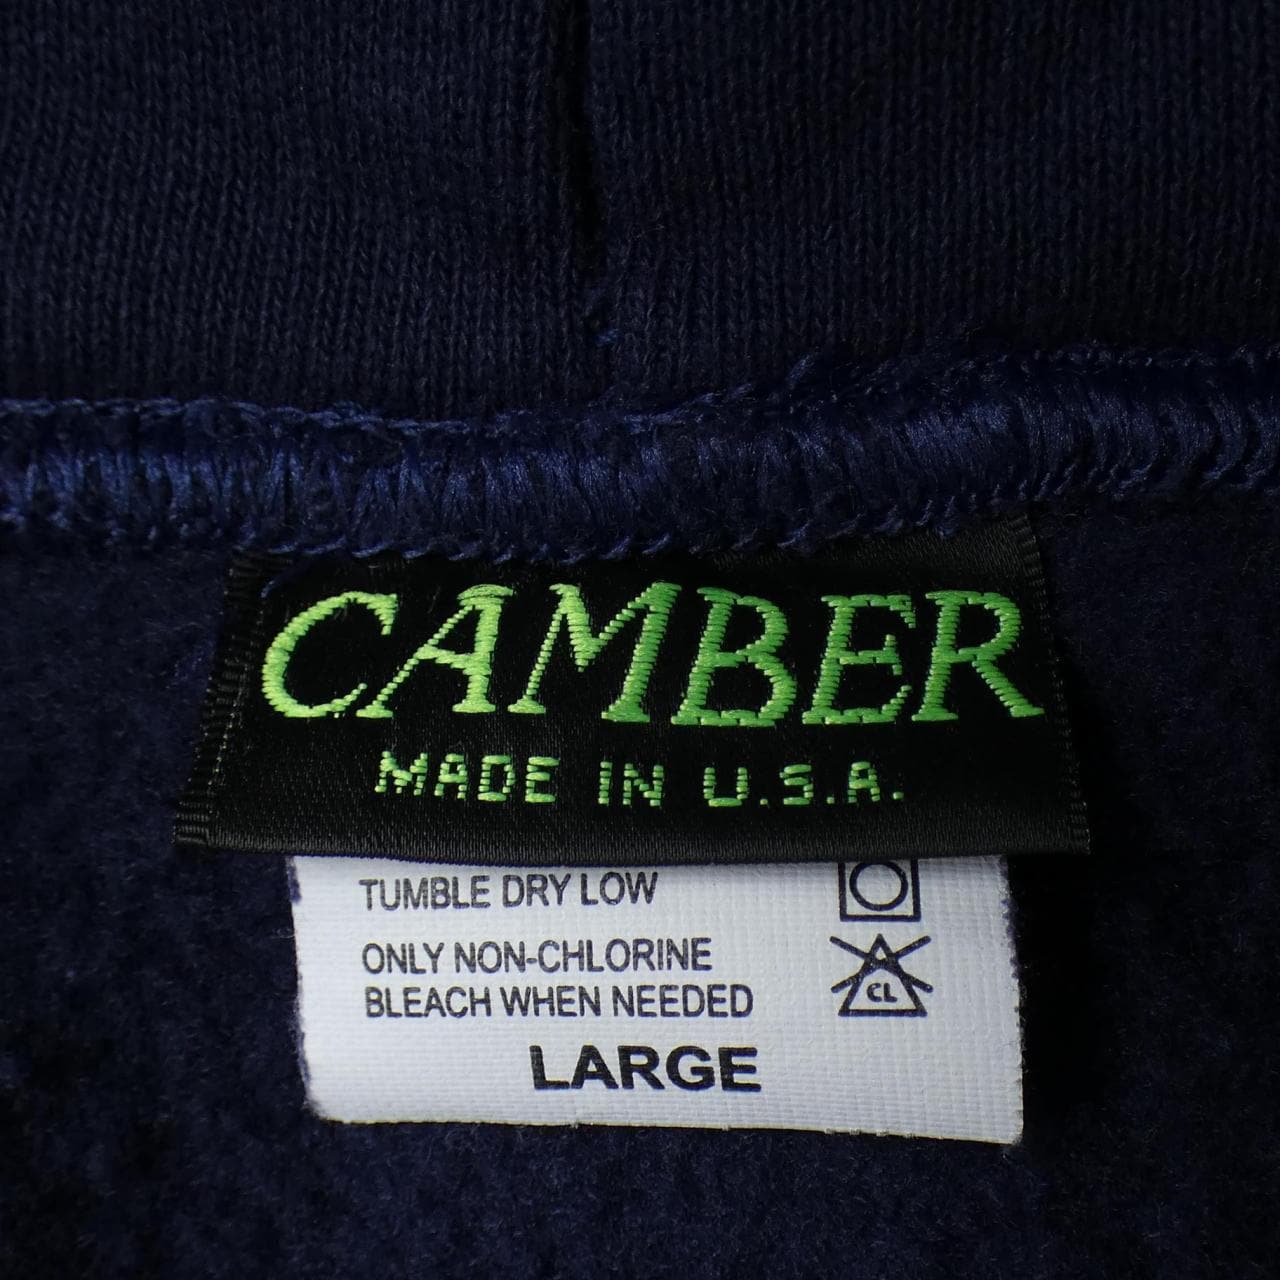 CAMBER
MADE IN U.S.A.
TUMBLE DRY LOW
ONLY NON-CHLORINE
BLEACH WHEN NEEDED
CL
LARGE